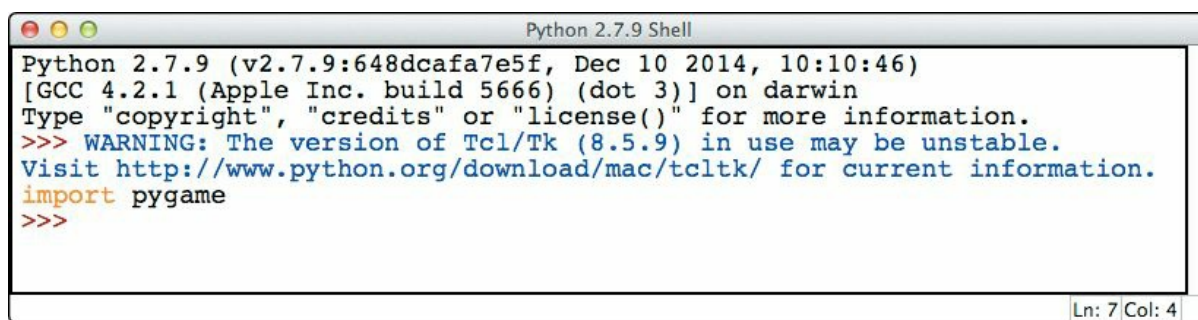 Python 2.7.9 Shell
Python 2.7.9 (v2.7.9:648dcafa7e5f, Dec 10 2014, 10:10:46)
[GCC 4.2.1 (Apple Inc. build 5666) (dot 3)] on darwin
Type "copyright", "credits" or "license()" for more information.
>>> WARNING: The version of Tcl/Tk (8.5.9) in use may be unstable.
Visit http://www.python.org/download/mac/tcltk/ for current information.
import pygame
>>>
Ln: 7 Col: 4